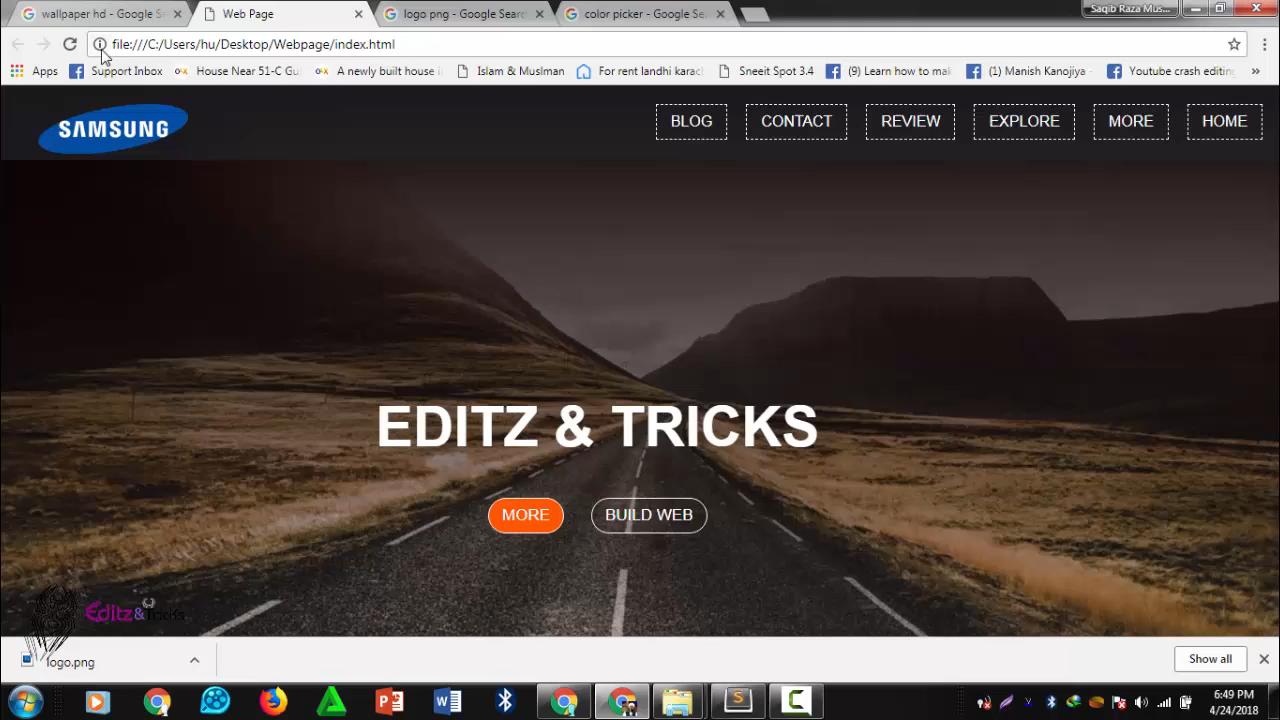 wallpaper hd - Google Se
Web Page
logo png - Google Searc
color picker - Google Sea
Saqib Raza Mus...
file:///C:/Users/hu/Desktop/Webpage/index.html
Apps
Support Inbox
House Near 51-C Gu
A newly built house i
Islam & Muslman
For rent landhi karac
Sneeit Spot 3.4
(9) Learn how to mak
(1) Manish Kanojiya -
Youtube crash editing
»
SAMSUNG
BLOG
CONTACT
REVIEW
EXPLORE
MORE
HOME
EDITZ & TRICKS
MORE
BUILD WEB
Editz&Tricks
logo.png
Show all
6:49 PM
4/24/2018